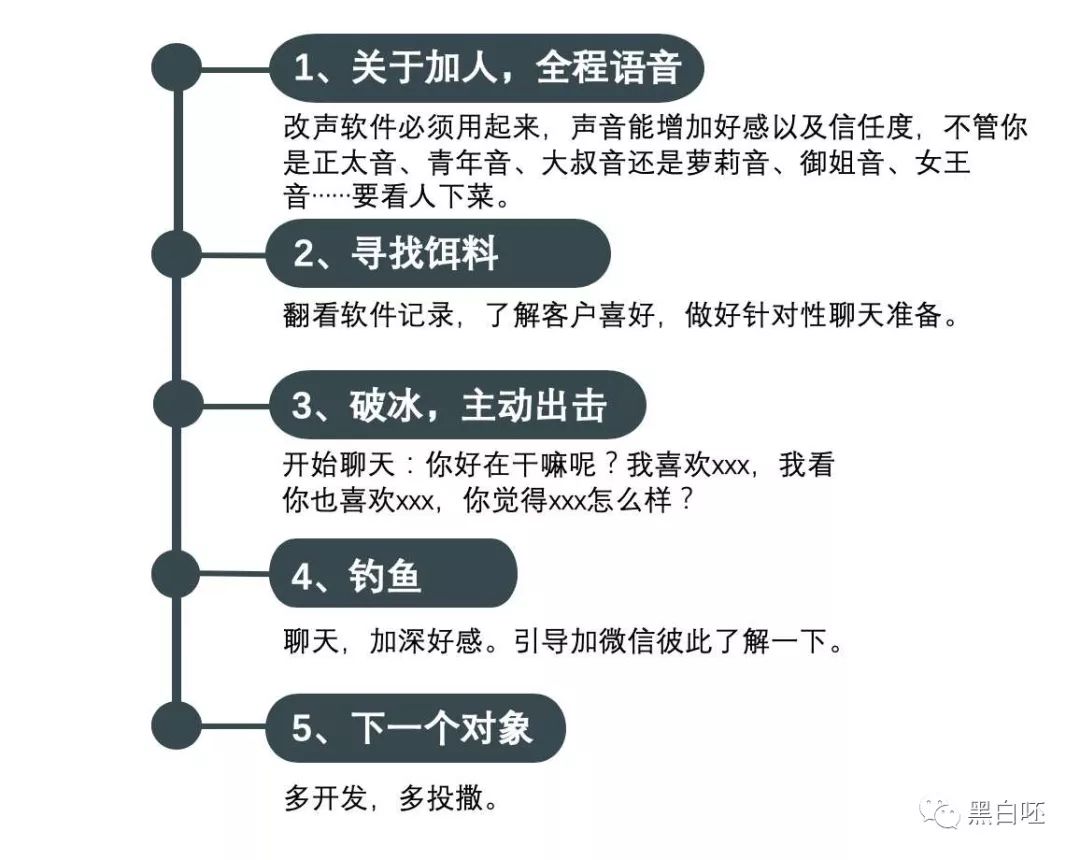 1、关于加人，全程语音
改声软件必须用起来，声音能增加好感以及信任度，不管你
是正太音、青年音、大叔音还是萝莉音、御姐音、女王
音……要看人下菜。
2、寻找饵料
翻看软件记录，了解客户喜好，做好针对性聊天准备。
3、破冰，主动出击
开始聊天：你好在干嘛呢？我喜欢xxx，我看
你也喜欢xxx，你觉得xxx怎么样？
4、钓鱼
聊天，加深好感。引导加微信彼此了解一下。
5、下一个对象
多开发，多投撒。
黑白呸